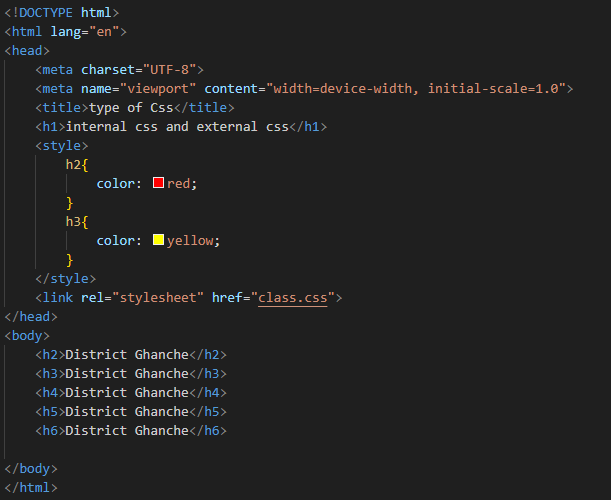 <!DOCTYPE html>
<html lang="en">
<head>
    <meta charset="UTF-8">
    <meta name="viewport" content="width=device-width, initial-scale=1.0">
    <title>type of Css</title>
    <h1>internal css and external css</h1>
    <style>
        h2{
            color: red;
        }
        h3{
            color: yellow;
        }
    </style>
    <link rel="stylesheet" href="class.css">
</head>
<body>
    <h2>District Ghanche</h2>
    <h3>District Ghanche</h3>
    <h4>District Ghanche</h4>
    <h5>District Ghanche</h5>
    <h6>District Ghanche</h6>

</body>
</html>